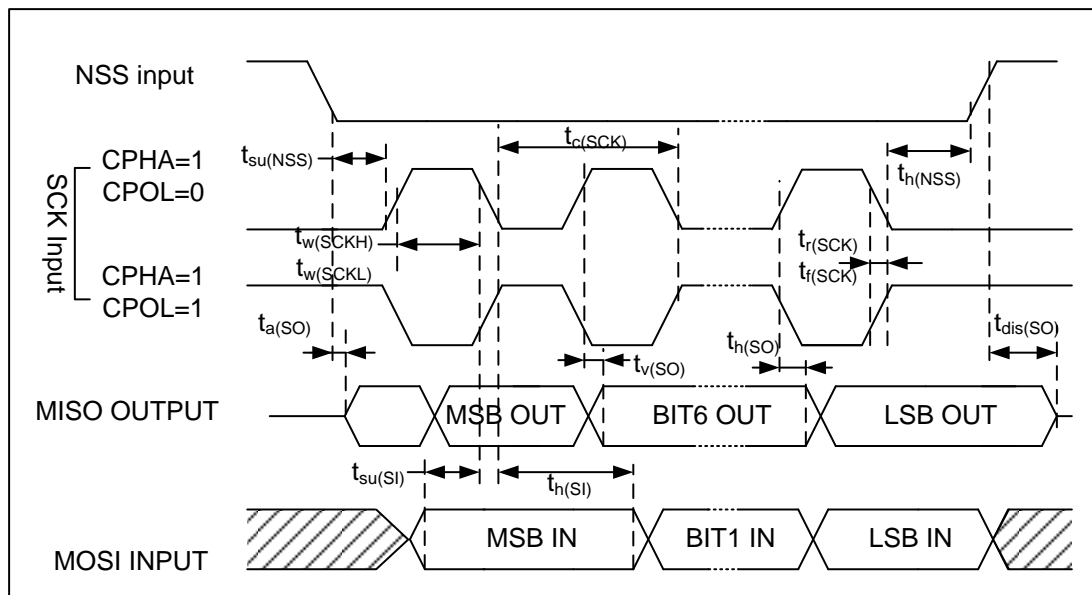 NSS input
tc(SCK)
tsu(NSS)
th(NSS)
SCK Input
CPHA=1
CPOL=0
tw(SCKH)
tw(SCKL)
tr(SCK)
tf(SCK)
CPHA=1
CPOL=1
ta(SO)
tv(SO)
th(SO)
tdis(SO)
MISO OUTPUT
MSB OUT
BIT6 OUT
LSB OUT
tsu(SI)
th(SI)
MOSI INPUT
MSB IN
BIT1 IN
LSB IN